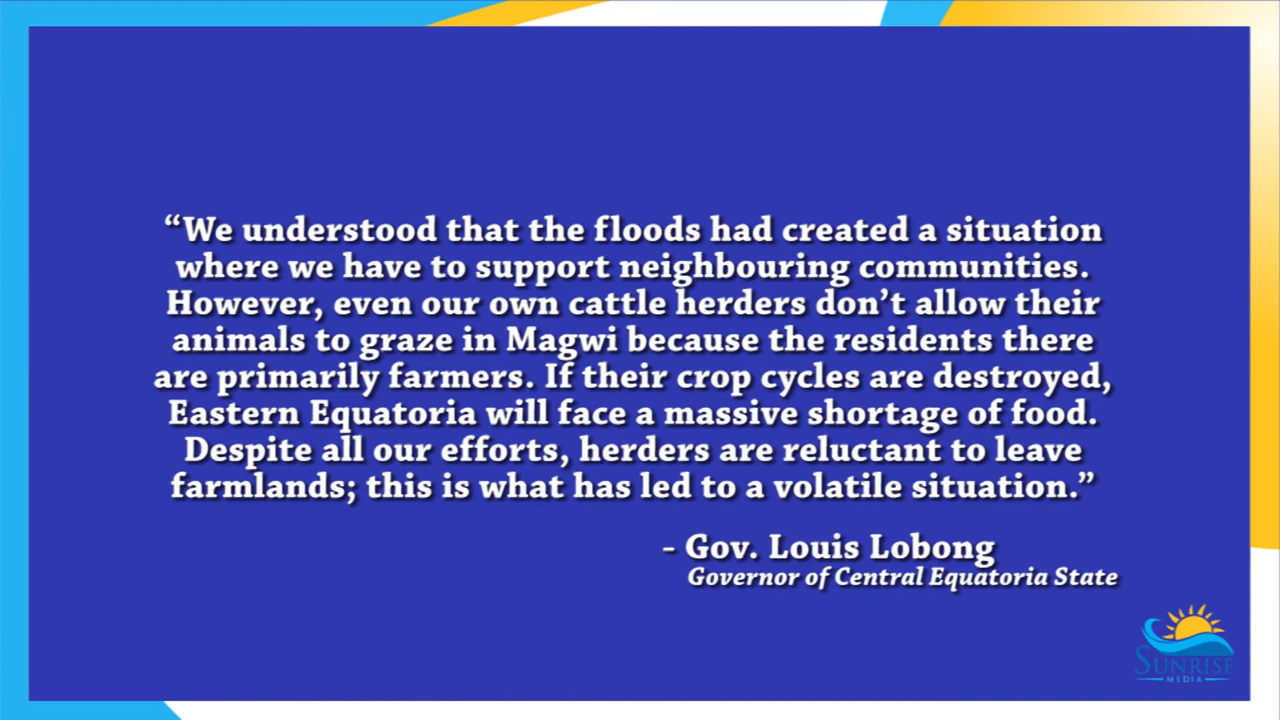 “We understood that the floods had created a situation
where we have to support neighbouring communities.
However, even our own cattle herders don’t allow their
animals to graze in Magwi because the residents there
are primarily farmers. If their crop cycles are destroyed,
Eastern Equatoria will face a massive shortage of food.
Despite all our efforts, herders are reluctant to leave
farmlands; this is what has led to a volatile situation.”
- Gov. Louis Lobong
Governor of Central Equatoria State
SUNRISE
MEDIA